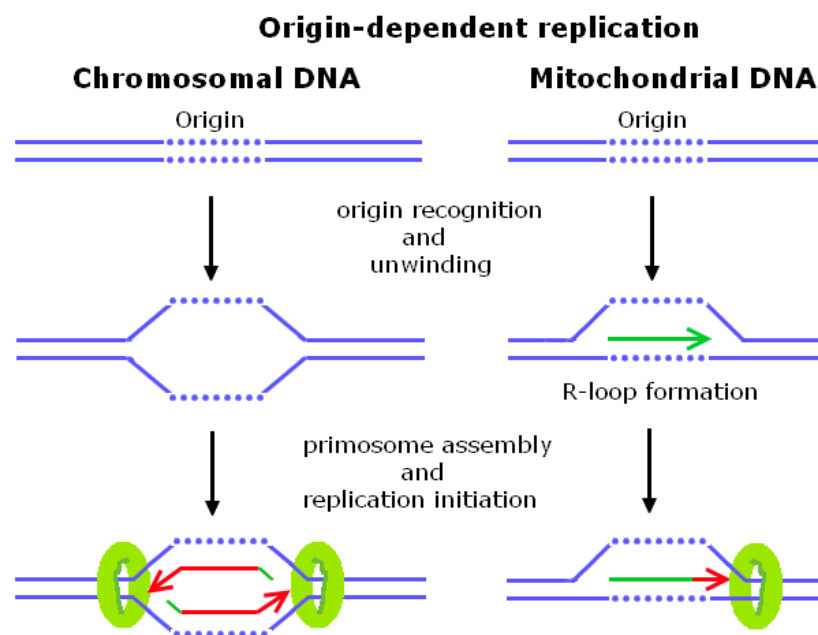 Origin-dependent replication
Chromosomal DNA
Mitochondrial DNA
Origin
Origin
origin recognition
and
unwinding
R-loop formation
primosome assembly
and
replication initiation